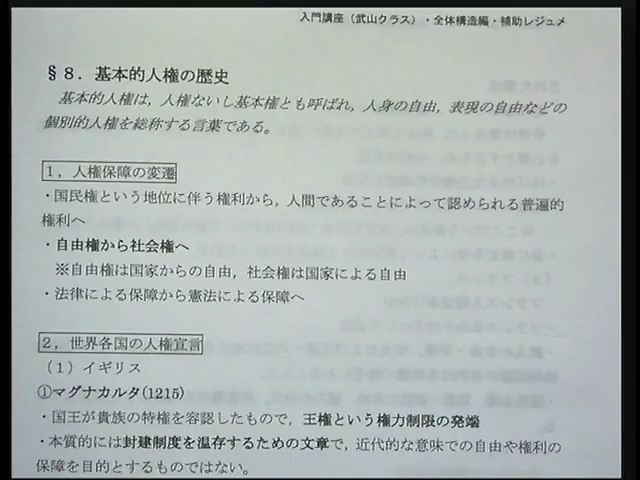 入門講座（武山クラス）・全体構造編・補助レジュメ
§８．基本的人権の歴史
基本的人権は，人権ないし基本権とも呼ばれ，人身の自由，表現の自由などの
個別的人権を総称する言葉である。
１，人権保障の変遷
・国民権という地位に伴う権利から，人間であることによって認められる普遍的
権利へ
・自由権から社会権へ
※自由権は国家からの自由，社会権は国家による自由
・法律による保障から憲法による保障へ
２，世界各国の人権宣言
（１）イギリス
①マグナカルタ(1215)
・国王が貴族の特権を容認したもので，王権という権力制限の発端
・本質的には封建制度を温存するための文章で，近代的な意味での自由や権利の
保障を目的とするものではない。